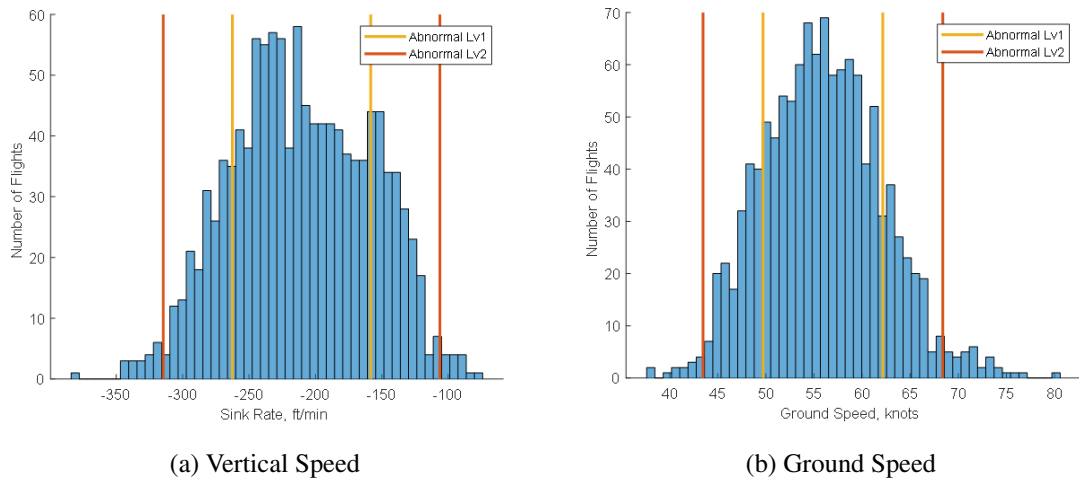 60
50
40
30
20
10
0
Number of Flights
Abnormal Lv1
Abnormal Lv2
-350 -300 -250 -200 -150 -100
Sink Rate, ft/min
(a) Vertical Speed
70
60
50
40
30
20
10
0
Number of Flights
Abnormal Lv1
Abnormal Lv2
40 45 50 55 60 65 70 75 80
Ground Speed, knots
(b) Ground Speed